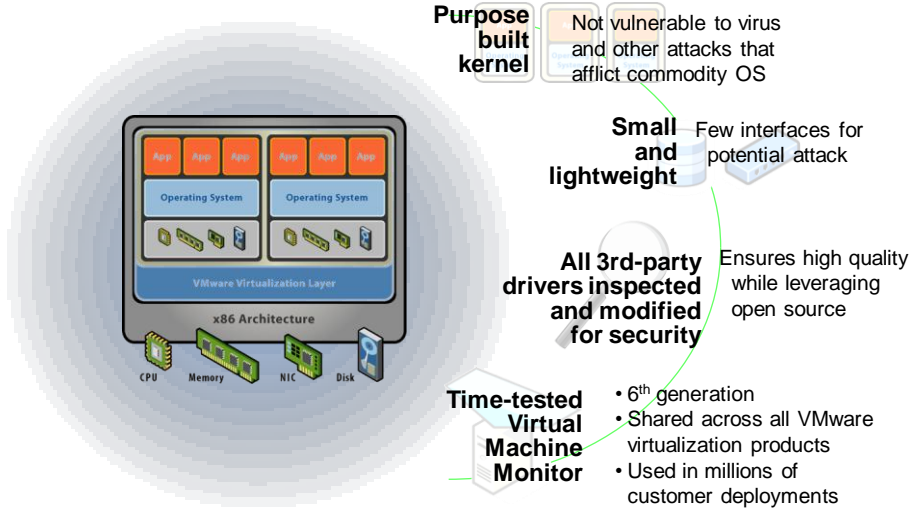 Purpose
built
kernel
Not vulnerable to virus
and other attacks that
afflict commodity OS
Small
and
lightweight
Few interfaces for
potential attack
All 3rd-party
drivers inspected
and modified
for security
Ensures high quality
while leveraging
open source
Time-tested
Virtual
Machine
Monitor
• 6th generation
• Shared across all VMware
virtualization products
• Used in millions of
customer deployments
App App App App App App
Operating System Operating System
VMware Virtualization Layer
x86 Architecture
CPU Memory NIC Disk